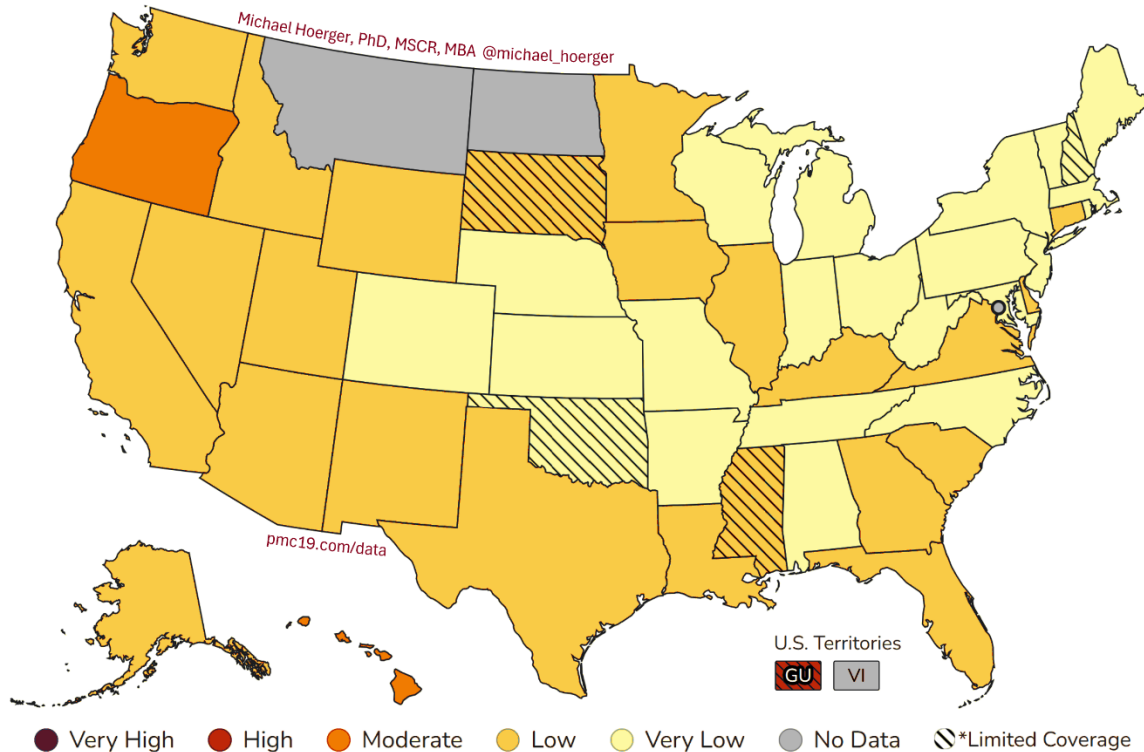 Michael Hoerger, PhD, MSCR, MBA @michael_hoerger
pmc19.com/data
U.S. Territories
GU VI
Very High High Moderate Low Very Low No Data *Limited Coverage